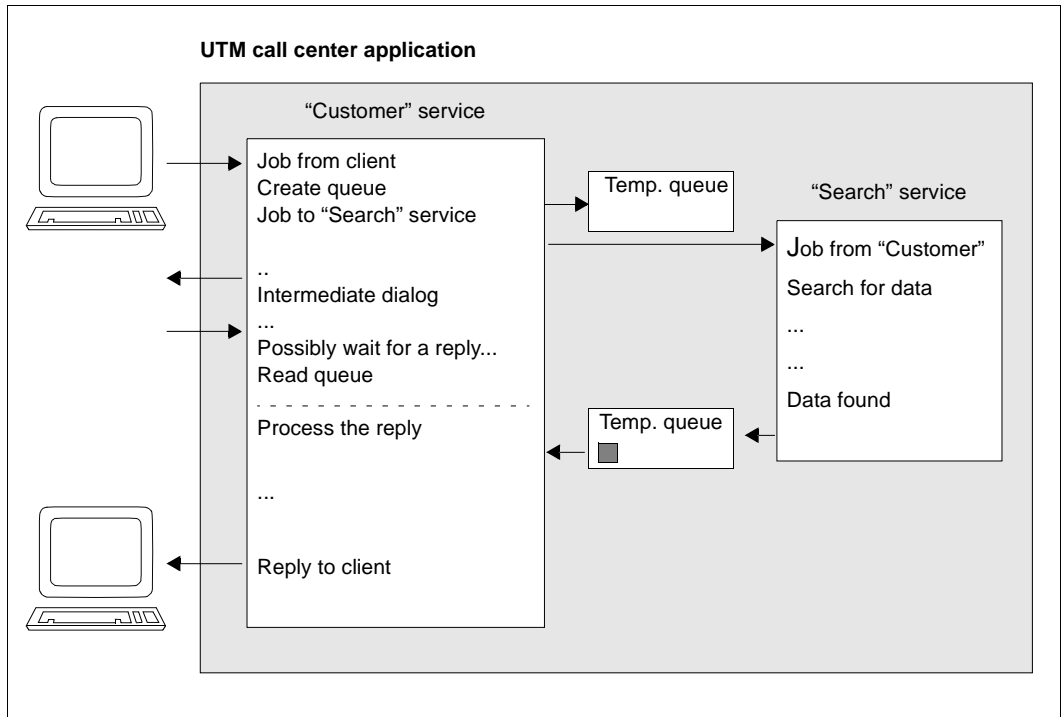 UTM call center application
“Customer” service
Job from client
Create queue
Job to “Search” service
..
Intermediate dialog
...
Possibly wait for a reply...
Read queue
Process the reply
...
Reply to client
Temp. queue
Temp. queue
“Search” service
Job from “Customer”
Search for data
...
...
Data found